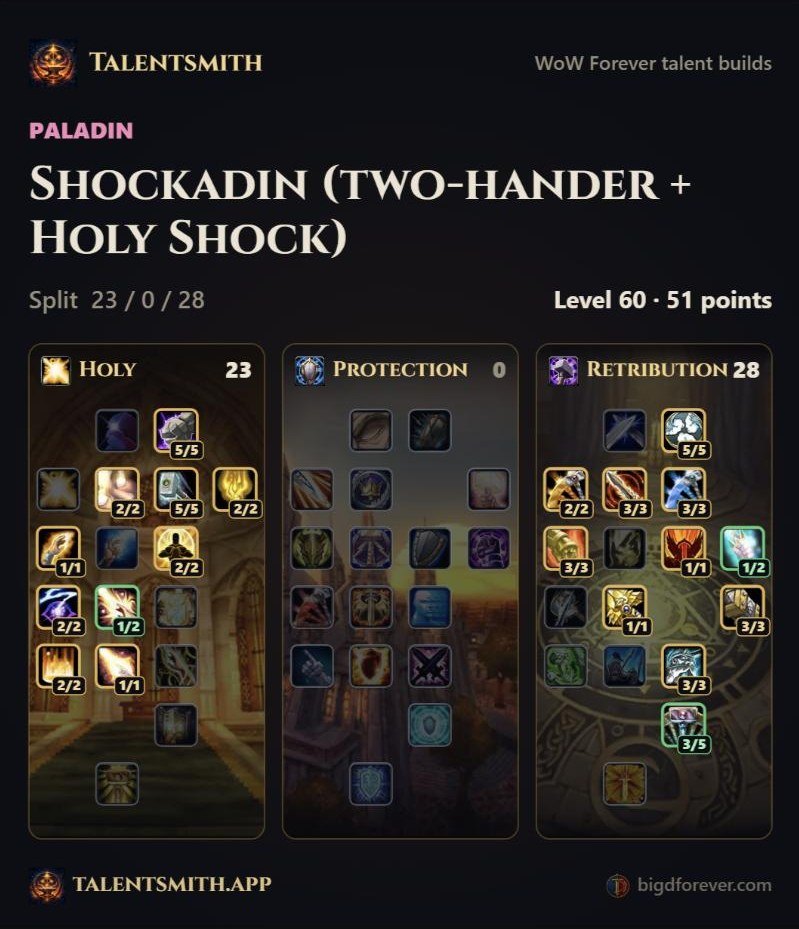 TALENTSMITH
WoW Forever talent builds
PALADIN
SHOCKADIN (TWO-HANDER +
HOLY SHOCK)
Split 23 / 0 / 28
Level 60 · 51 points
HOLY 23
PROTECTION 0
RETRIBUTION 28
5/5
5/5
2/2 5/5 2/2
2/2 3/3 3/3
1/1 2/2
3/3 1/1 1/2
2/2 1/2
1/1 3/3
2/2 1/1
3/3
3/5
TALENTSMITH.APP
bigdforever.com